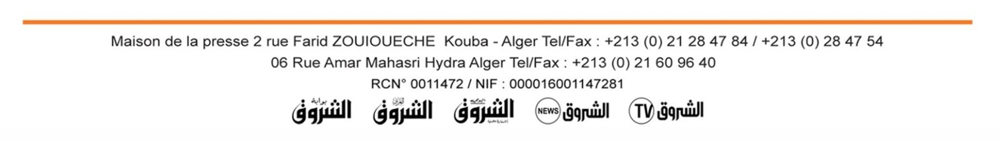 Maison de la presse 2 rue Farid ZOUIOUECHE Kouba - Alger Tel/Fax : +213 (0) 21 28 47 84 / +213 (0) 28 47 54
06 Rue Amar Mahasri Hydra Alger Tel/Fax : +213 (0) 21 60 96 40
RCN° 0011472 / NIF : 000016001147281
بوابة الشروق
الشروق العربي
الشروق اليومي
الشروق NEWS
الشروق TV